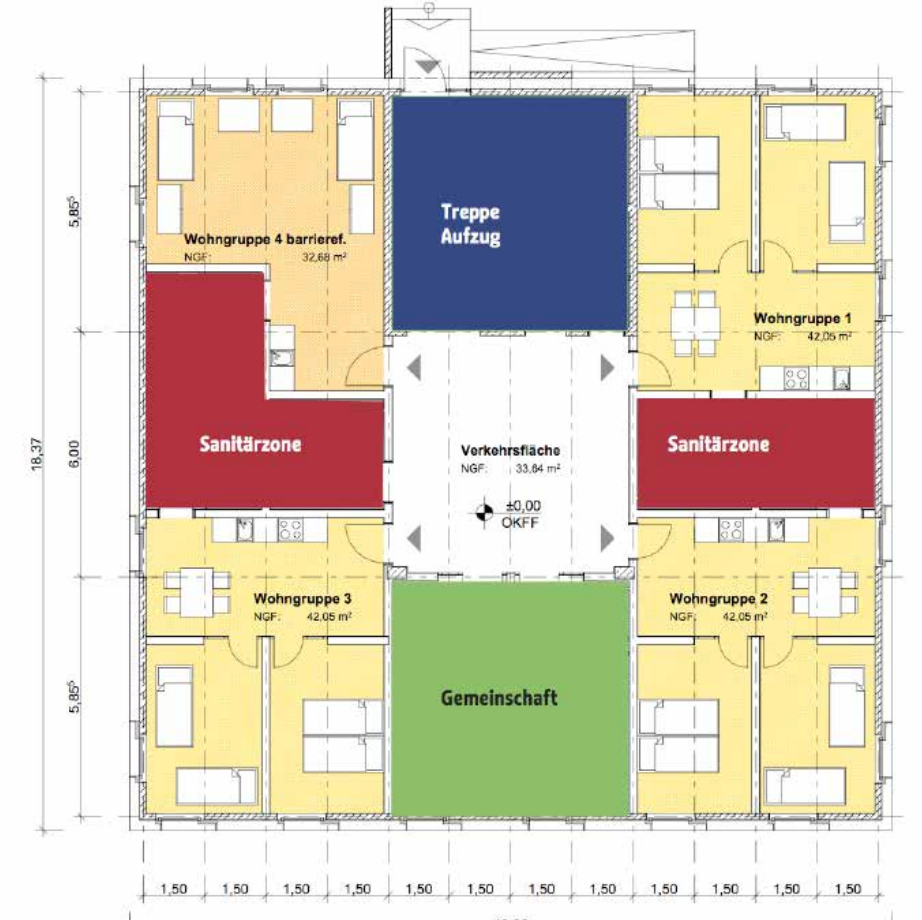 Treppe
Aufzug
Wohngruppe 4 barrieref.
NGF: 32,68 m²
Wohngruppe 1
NGF: 42,05 m²
Sanitärzone
Sanitärzone
Verkehrsfläche
NGF: 33,64 m²
±0,00
OKFF
Wohngruppe 3
NGF: 42,05 m²
Wohngruppe 2
NGF: 42,05 m²
Gemeinschaft
5,85⁵
6,00
5,85⁵
18,37
1,50 1,50 1,50 1,50 1,50 1,50 1,50 1,50 1,50 1,50 1,50 1,50